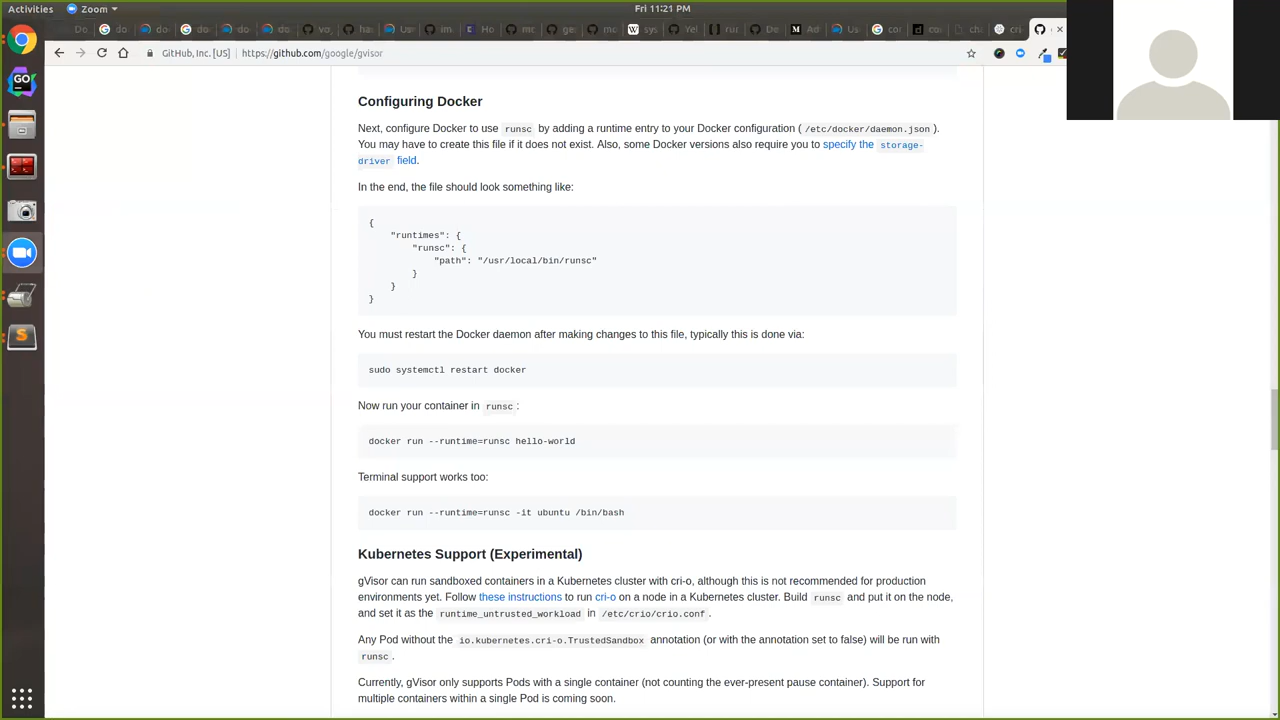 Activities
Zoom
Fri 11:21 PM
GitHub, Inc. [US]
https://github.com/google/gvisor
Configuring Docker
Next, configure Docker to use runsc by adding a runtime entry to your Docker configuration ( /etc/docker/daemon.json ).
You may have to create this file if it does not exist. Also, some Docker versions also require you to specify the storage-
driver field.
In the end, the file should look something like:
{
"runtimes": {
"runsc": {
"path": "/usr/local/bin/runsc"
}
}
}
You must restart the Docker daemon after making changes to this file, typically this is done via:
sudo systemctl restart docker
Now run your container in runsc :
docker run --runtime=runsc hello-world
Terminal support works too:
docker run --runtime=runsc -it ubuntu /bin/bash
Kubernetes Support (Experimental)
gVisor can run sandboxed containers in a Kubernetes cluster with cri-o, although this is not recommended for production
environments yet. Follow these instructions to run cri-o on a node in a Kubernetes cluster. Build runsc and put it on the node,
and set it as the runtime_untrusted_workload in /etc/crio/crio.conf .
Any Pod without the io.kubernetes.cri-o.TrustedSandbox annotation (or with the annotation set to false) will be run with
runsc .
Currently, gVisor only supports Pods with a single container (not counting the ever-present pause container). Support for
multiple containers within a single Pod is coming soon.